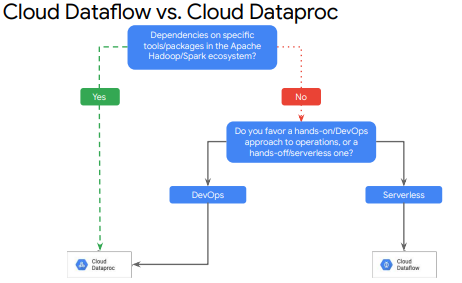 Cloud Dataflow vs. Cloud Dataproc
Dependencies on specific
tools/packages in the Apache
Hadoop/Spark ecosystem?
Yes
No
Do you favor a hands-on/DevOps
approach to operations, or a
hands-off/serverless one?
DevOps
Serverless
Cloud
Dataproc
Cloud
Dataflow